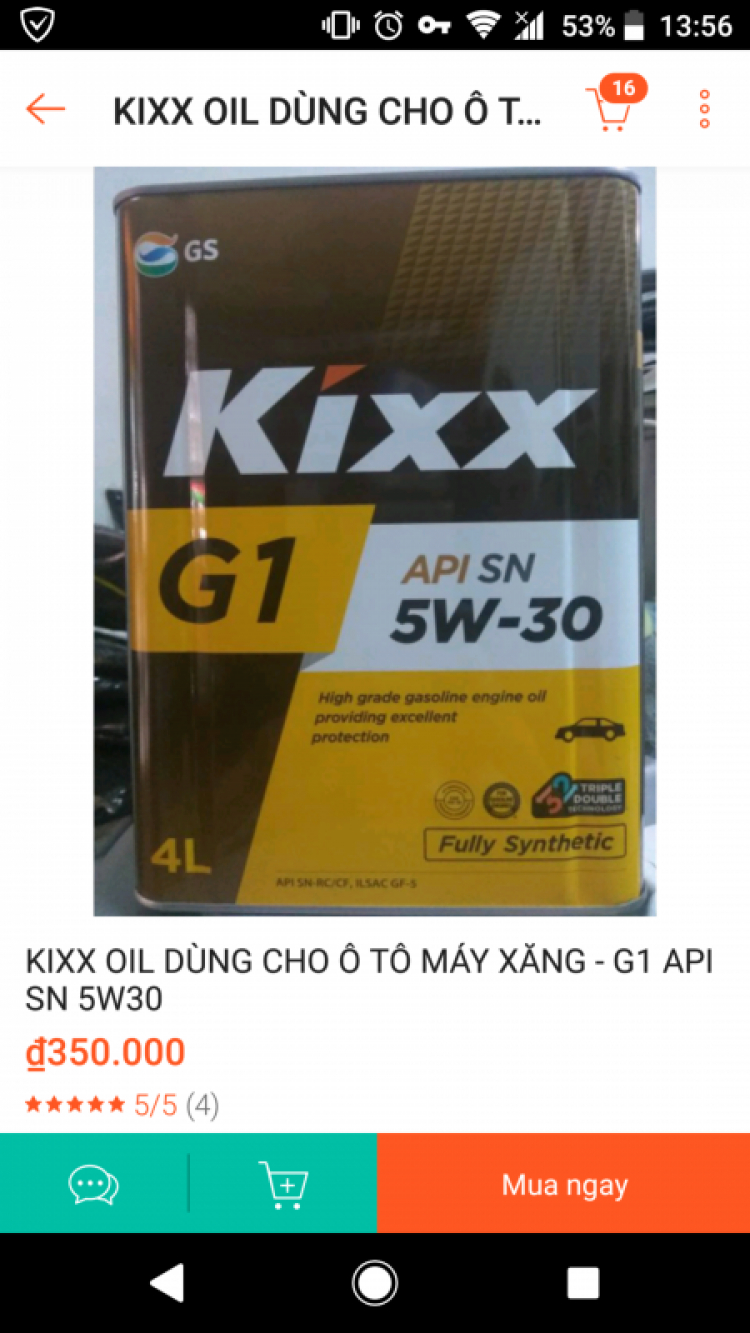 53% 13:56
KIXX OIL DÙNG CHO Ô T...
16
GS
Kixx
G1
API SN
5W-30
High grade gasoline engine oil
providing excellent
protection
TRIPLE
DOUBLE
TECHNOLOGY
Fully Synthetic
4L
API SN-RC/CF, ILSAC GF-5
KIXX OIL DÙNG CHO Ô TÔ MÁY XĂNG - G1 API
SN 5W30
₫350.000
5/5 (4)
Mua ngay